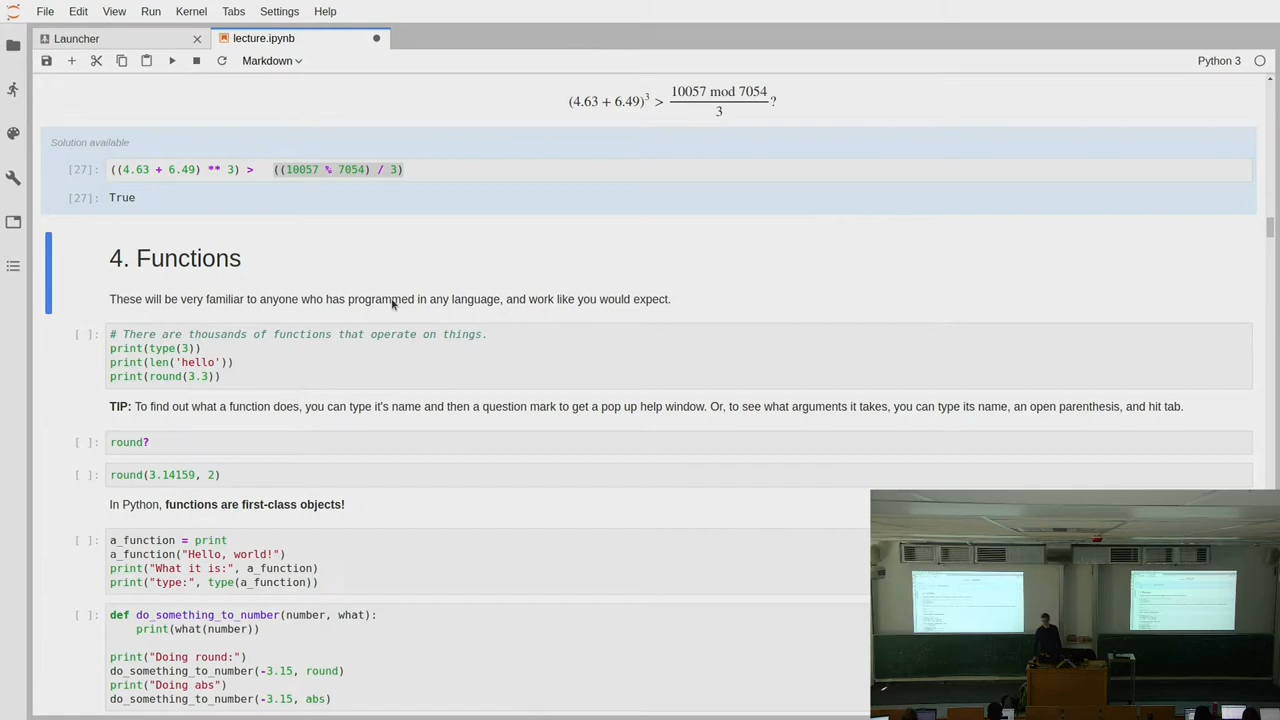 File Edit View Run Kernel Tabs Settings Help
Launcher
lecture.ipynb
Markdown
Python 3
(4.63 + 6.49)³ > 10057 mod 7054 / 3 ?
Solution available
[27]: ((4.63 + 6.49) ** 3) > ((10057 % 7054) / 3)
[27]: True
4. Functions
These will be very familiar to anyone who has programmed in any language, and work like you would expect.
[ ]: # There are thousands of functions that operate on things.
print(type(3))
print(len('hello'))
print(round(3.3))
TIP: To find out what a function does, you can type it's name and then a question mark to get a pop up help window. Or, to see what arguments it takes, you can type its name, an open parenthesis, and hit tab.
[ ]: round?
[ ]: round(3.14159, 2)
In Python, functions are first-class objects!
[ ]: a_function = print
a_function("Hello, world!")
print("What it is:", a_function)
print("type:", type(a_function))
[ ]: def do_something_to_number(number, what):
print(what(number))
print("Doing round:")
do_something_to_number(-3.15, round)
print("Doing abs")
do_something_to_number(-3.15, abs)